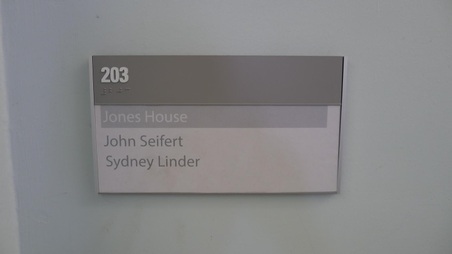 203
Jones House
John Seifert
Sydney Linder